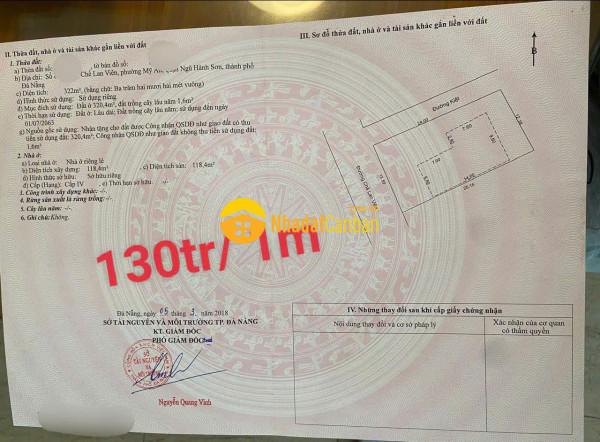 II. Thửa đất, nhà ở và tài sản khác gắn liền với đất
1. Thửa đất:
a) Thửa đất số: , tờ bản đồ số:
b) Địa chỉ: Số Chế Lan Viên, phường Mỹ Ngũ Hành Sơn, thành phố
Đà Nẵng
c) Diện tích: 322m², (bằng chữ: Ba trăm hai mươi hai mét vuông)
d) Hình thức sử dụng: Sử dụng riêng
đ) Mục đích sử dụng: Đất ở 320,4m²; đất trồng cây lâu năm 1,6m²
e) Thời hạn sử dụng: Đất ở: Lâu dài; Đất trồng cây lâu năm: sử dụng đến ngày
01/07/2063
g) Nguồn gốc sử dụng: Nhận tặng cho đất được Công nhận QSDĐ như giao đất có thu
tiền sử dụng đất: 320,4m²; Công nhận QSDĐ như giao đất không thu tiền sử dụng đất:
1,6m²
2. Nhà ở:
a) Loại nhà ở: Nhà ở riêng lẻ
b) Diện tích xây dựng: 118,4m² , c) Diện tích sàn: 118,4m²
d) Hình thức sở hữu: Sở hữu riêng
đ) Cấp (Hạng): Cấp IV , e) Thời hạn sở hữu: -/-
3. Công trình xây dựng khác: -/-
4. Rừng sản xuất là rừng trồng: -/-
5. Cây lâu năm: -/-
6. Ghi chú: Không.
130tr/ 1m
NhadatCanban
Đà Nẵng, ngày 05 tháng 3 năm 2018
SỞ TÀI NGUYÊN VÀ MÔI TRƯỜNG TP. ĐÀ NẴNG
KT. GIÁM ĐỐC
PHÓ GIÁM ĐỐC
SỞ
TÀI NGUYÊN
VÀ
MÔI TRƯỜNG
Nguyễn Quang Vinh
III. Sơ đồ thửa đất, nhà ở và tài sản khác gắn liền với đất
B
Đường Kiệt
Đường Chế Lan Viên
IV. Những thay đổi sau khi cấp giấy chứng nhận
Nội dung thay đổi và cơ sở pháp lý
Xác nhận của cơ quan
có thẩm quyền